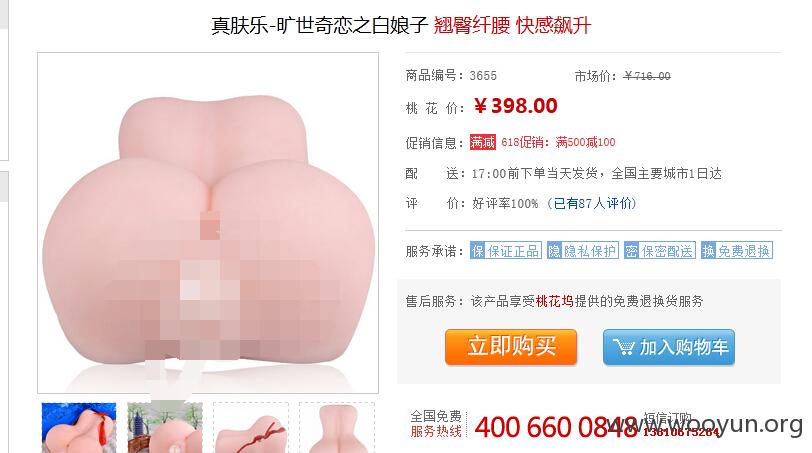 真肤乐-旷世奇恋之白娘子 翘臀纤腰 快感飙升
商品编号：3655 市场价：￥716.00
桃 花 价：￥398.00
促销信息：满减 618促销：满500减100
配 送：17:00前下单当天发货，全国主要城市1日达
评 价：好评率100% (已有87人评价)
服务承诺：保 保证正品 隐 隐私保护 密 保密配送 换 免费退换
售后服务：该产品享受桃花坞提供的免费退换货服务
立即购买 加入购物车
全国免费 服务热线 400 660 0848 短信订购
www.wooyun.org